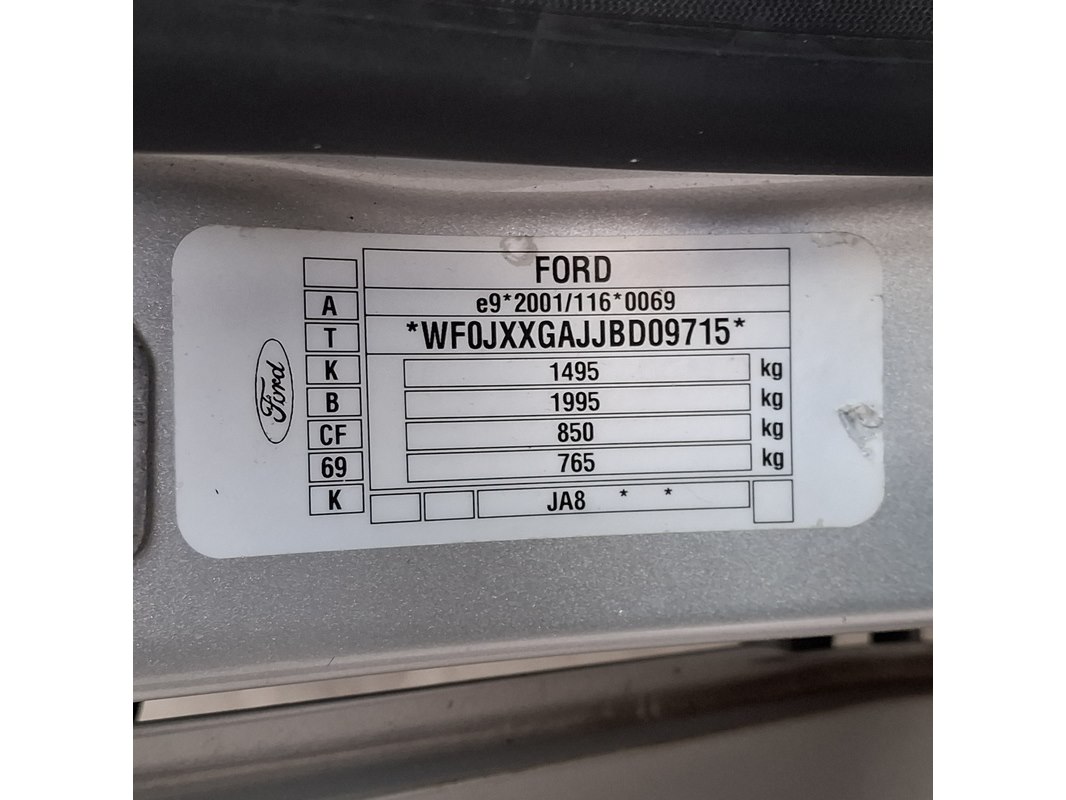 FORD
A e9*2001/116*0069
T *WF0JXXGAJJBD09715*
K 1495 kg
B 1995 kg
CF 850 kg
69 765 kg
K JA8 * *
Ford